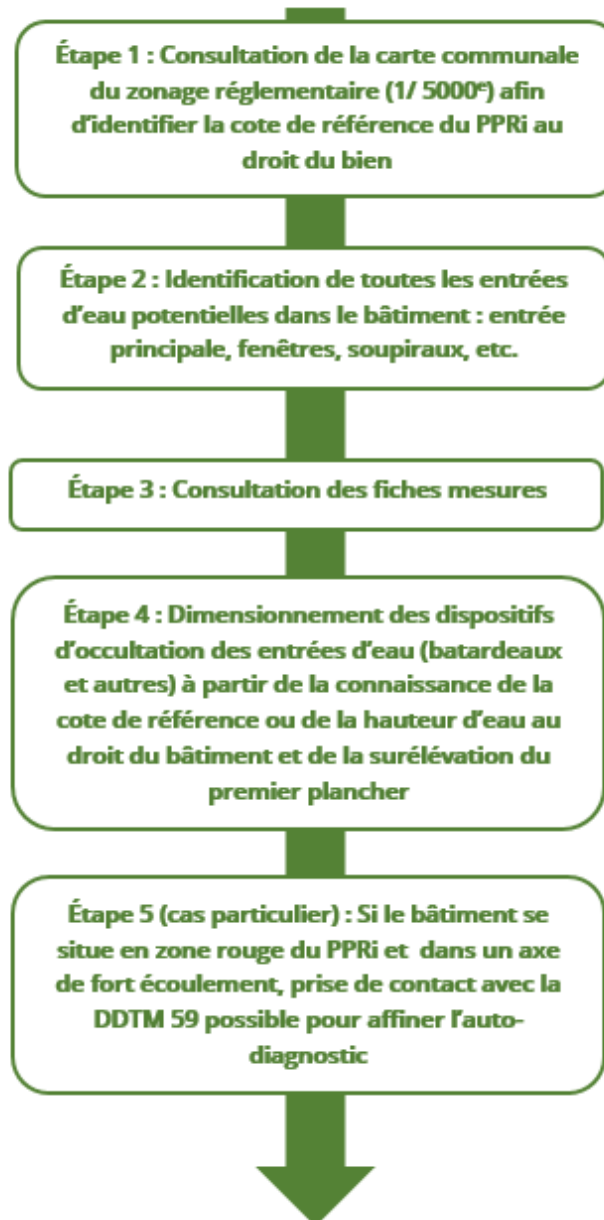 Étape 1 : Consultation de la carte communale
du zonage réglementaire (1/ 5000ᵉ) afin
d'identifier la cote de référence du PPRi au
droit du bien
Étape 2 : Identification de toutes les entrées
d'eau potentielles dans le bâtiment : entrée
principale, fenêtres, soupiraux, etc.
Étape 3 : Consultation des fiches mesures
Étape 4 : Dimensionnement des dispositifs
d'occultation des entrées d'eau (batardeaux
et autres) à partir de la connaissance de la
cote de référence ou de la hauteur d'eau au
droit du bâtiment et de la surélévation du
premier plancher
Étape 5 (cas particulier) : Si le bâtiment se
situe en zone rouge du PPRi et dans un axe
de fort écoulement, prise de contact avec la
DDTM 59 possible pour affiner l'auto-
diagnostic